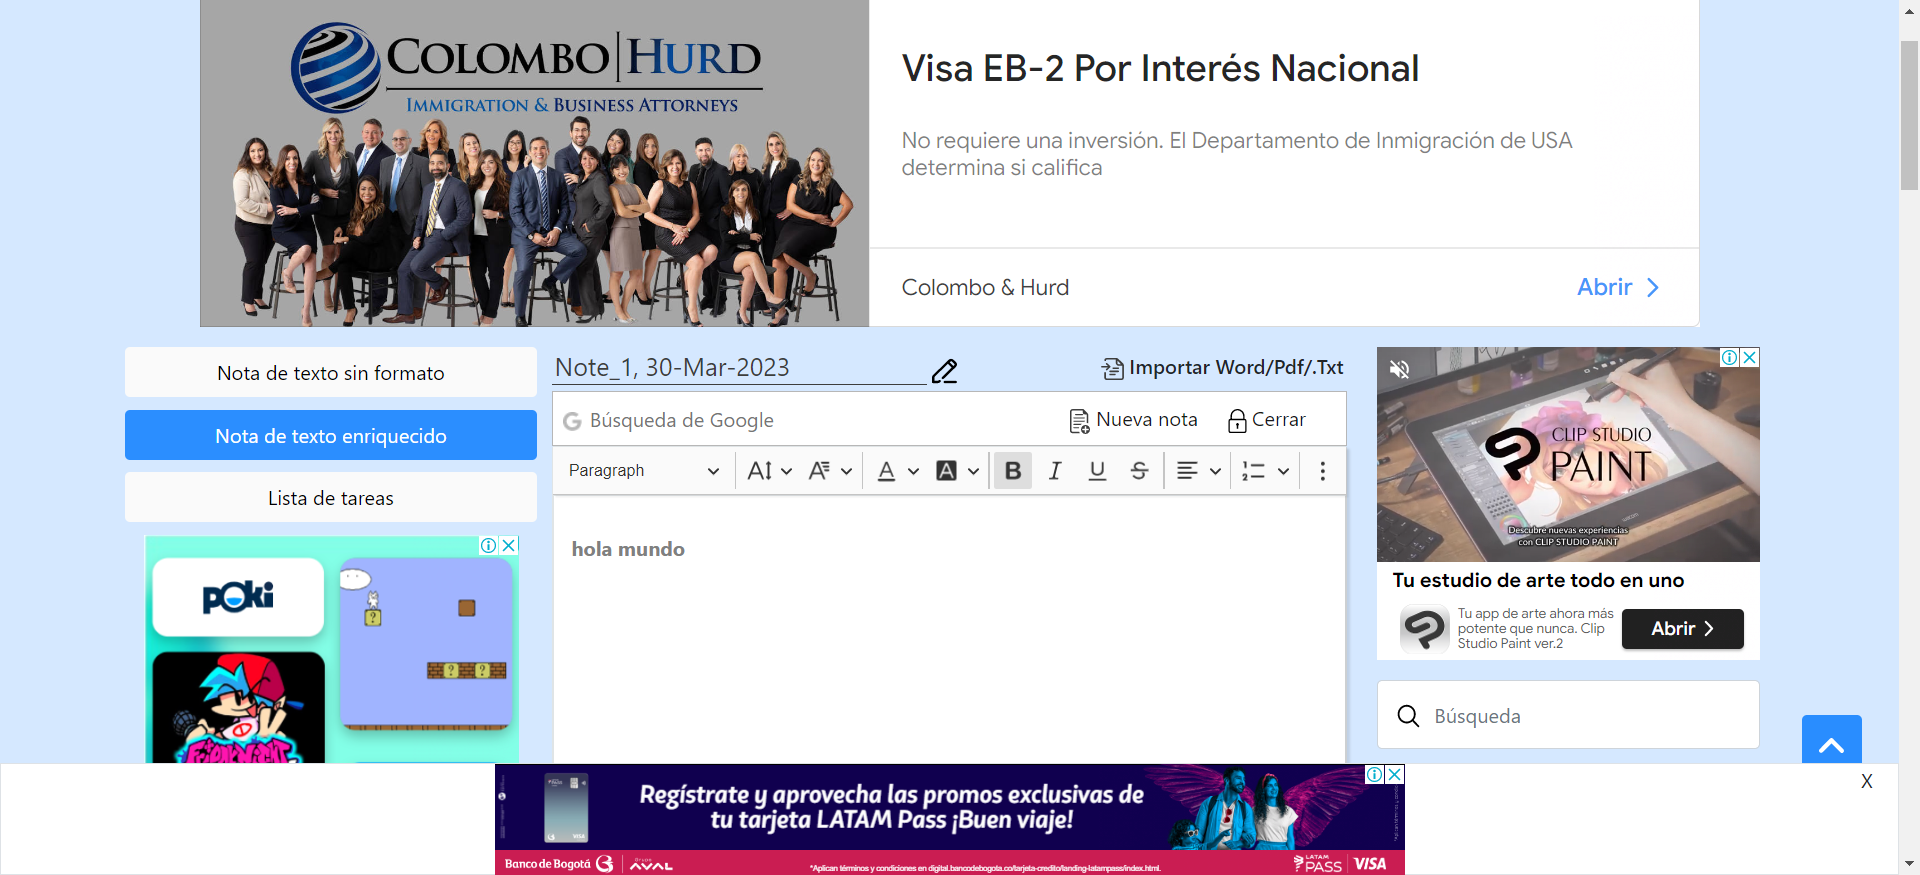 COLOMBO|HURD
IMMIGRATION & BUSINESS ATTORNEYS
Visa EB-2 Por Interés Nacional
No requiere una inversión. El Departamento de Inmigración de USA
determina si califica
Colombo & Hurd
Abrir
Nota de texto sin formato
Nota de texto enriquecido
Lista de tareas
Note_1, 30-Mar-2023
Importar Word/Pdf/.Txt
Búsqueda de Google
Nueva nota
Cerrar
Paragraph
hola mundo
POKI
CLIP STUDIO
PAINT
Descubre nuevas experiencias
con CLIP STUDIO PAINT
Tu estudio de arte todo en uno
Tu app de arte ahora más
potente que nunca. Clip
Studio Paint ver.2
Abrir
Búsqueda
X
Regístrate y aprovecha las promos exclusivas de
tu tarjeta LATAM Pass ¡Buen viaje!
Banco de Bogotá
Grupo
AVAL
*Aplican términos y condiciones en digital.bancodebogota.co/tarjeta-credito/landing-latampass/index.html.
LATAM
PASS
VISA